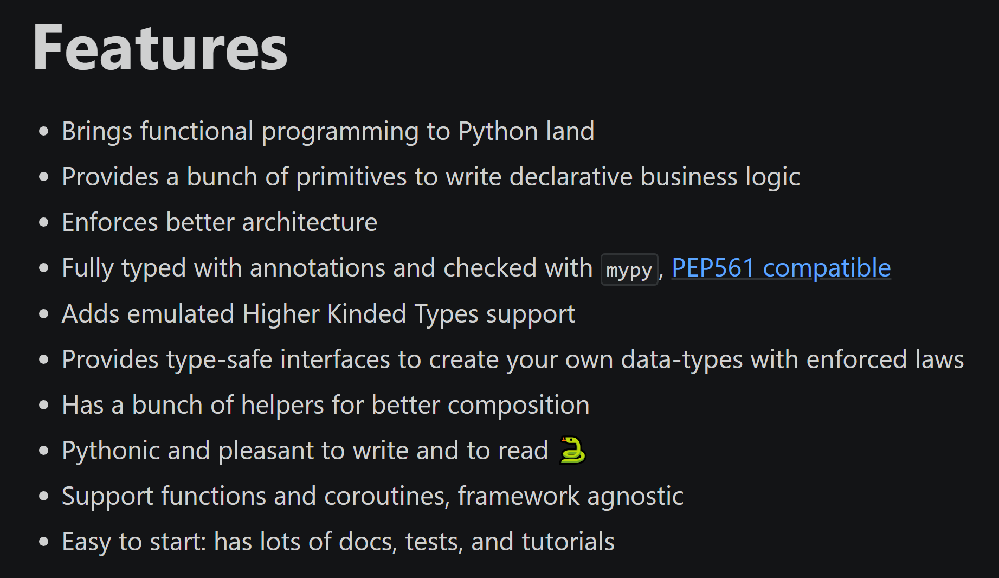 Features
Brings functional programming to Python land
Provides a bunch of primitives to write declarative business logic
Enforces better architecture
Fully typed with annotations and checked with mypy, PEP561 compatible
Adds emulated Higher Kinded Types support
Provides type-safe interfaces to create your own data-types with enforced laws
Has a bunch of helpers for better composition
Pythonic and pleasant to write and to read 🐍
Support functions and coroutines, framework agnostic
Easy to start: has lots of docs, tests, and tutorials